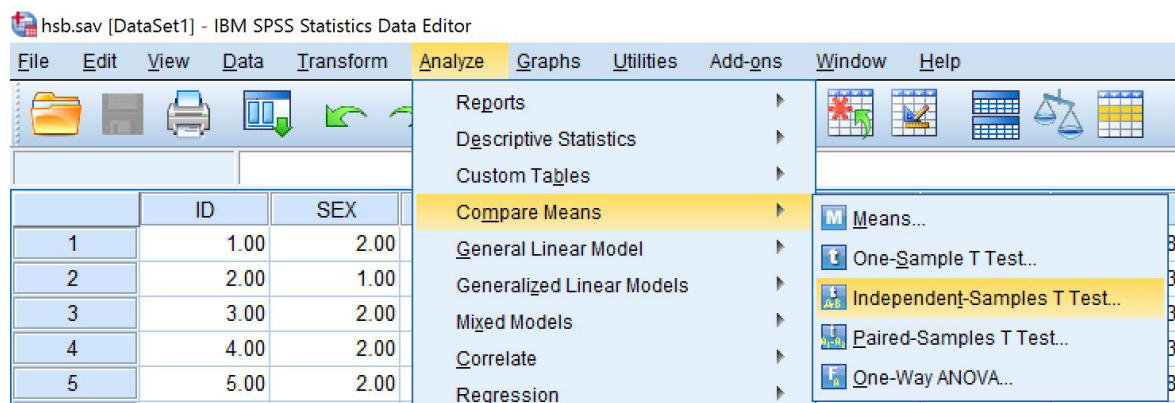 hsb.sav [DataSet1] - IBM SPSS Statistics Data Editor
File Edit View Data Transform Analyze Graphs Utilities Add-ons Window Help
Reports
Descriptive Statistics
Custom Tables
Compare Means
General Linear Model
Generalized Linear Models
Mixed Models
Correlate
Regression
Means...
One-Sample T Test...
Independent-Samples T Test...
Paired-Samples T Test...
One-Way ANOVA...
ID SEX
1 1.00 2.00
2 2.00 1.00
3 3.00 2.00
4 4.00 2.00
5 5.00 2.00